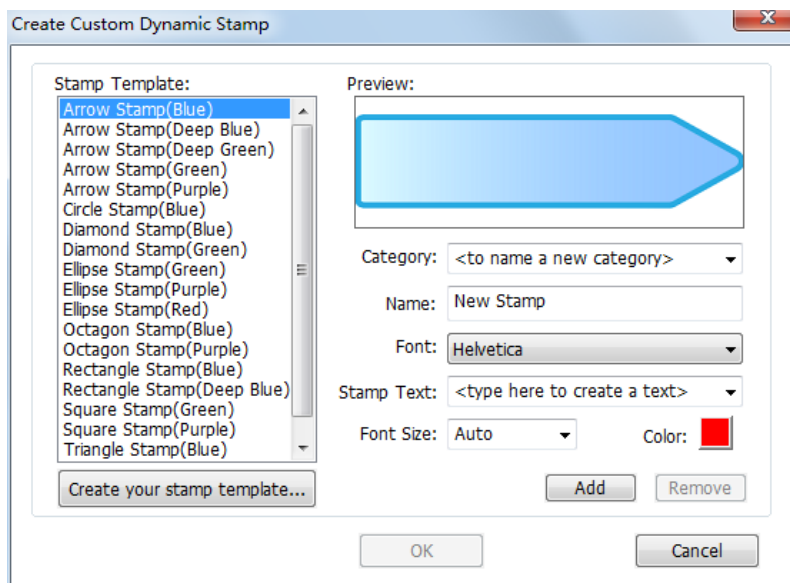 Create Custom Dynamic Stamp
Stamp Template:
Arrow Stamp(Blue)
Arrow Stamp(Deep Blue)
Arrow Stamp(Deep Green)
Arrow Stamp(Green)
Arrow Stamp(Purple)
Circle Stamp(Blue)
Diamond Stamp(Blue)
Diamond Stamp(Green)
Ellipse Stamp(Green)
Ellipse Stamp(Purple)
Ellipse Stamp(Red)
Octagon Stamp(Blue)
Octagon Stamp(Purple)
Rectangle Stamp(Blue)
Rectangle Stamp(Deep Blue)
Square Stamp(Green)
Square Stamp(Purple)
Triangle Stamp(Blue)
Create your stamp template...
Preview:
Category: <to name a new category>
Name: New Stamp
Font: Helvetica
Stamp Text: <type here to create a text>
Font Size: Auto Color:
Add Remove
OK Cancel